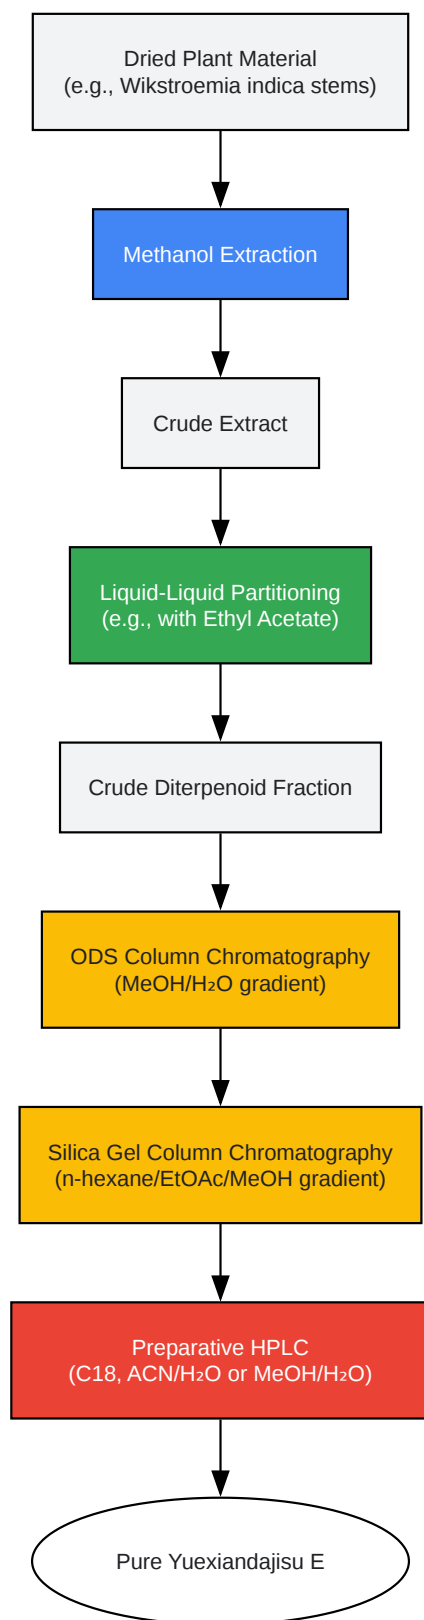 Dried Plant Material
(e.g., Wikstroemia indica stems)
Methanol Extraction
Crude Extract
Liquid-Liquid Partitioning
(e.g., with Ethyl Acetate)
Crude Diterpenoid Fraction
ODS Column Chromatography
(MeOH/H₂O gradient)
Silica Gel Column Chromatography
(n-hexane/EtOAc/MeOH gradient)
Preparative HPLC
(C18, ACN/H₂O or MeOH/H₂O)
Pure Yuexiandajisu E